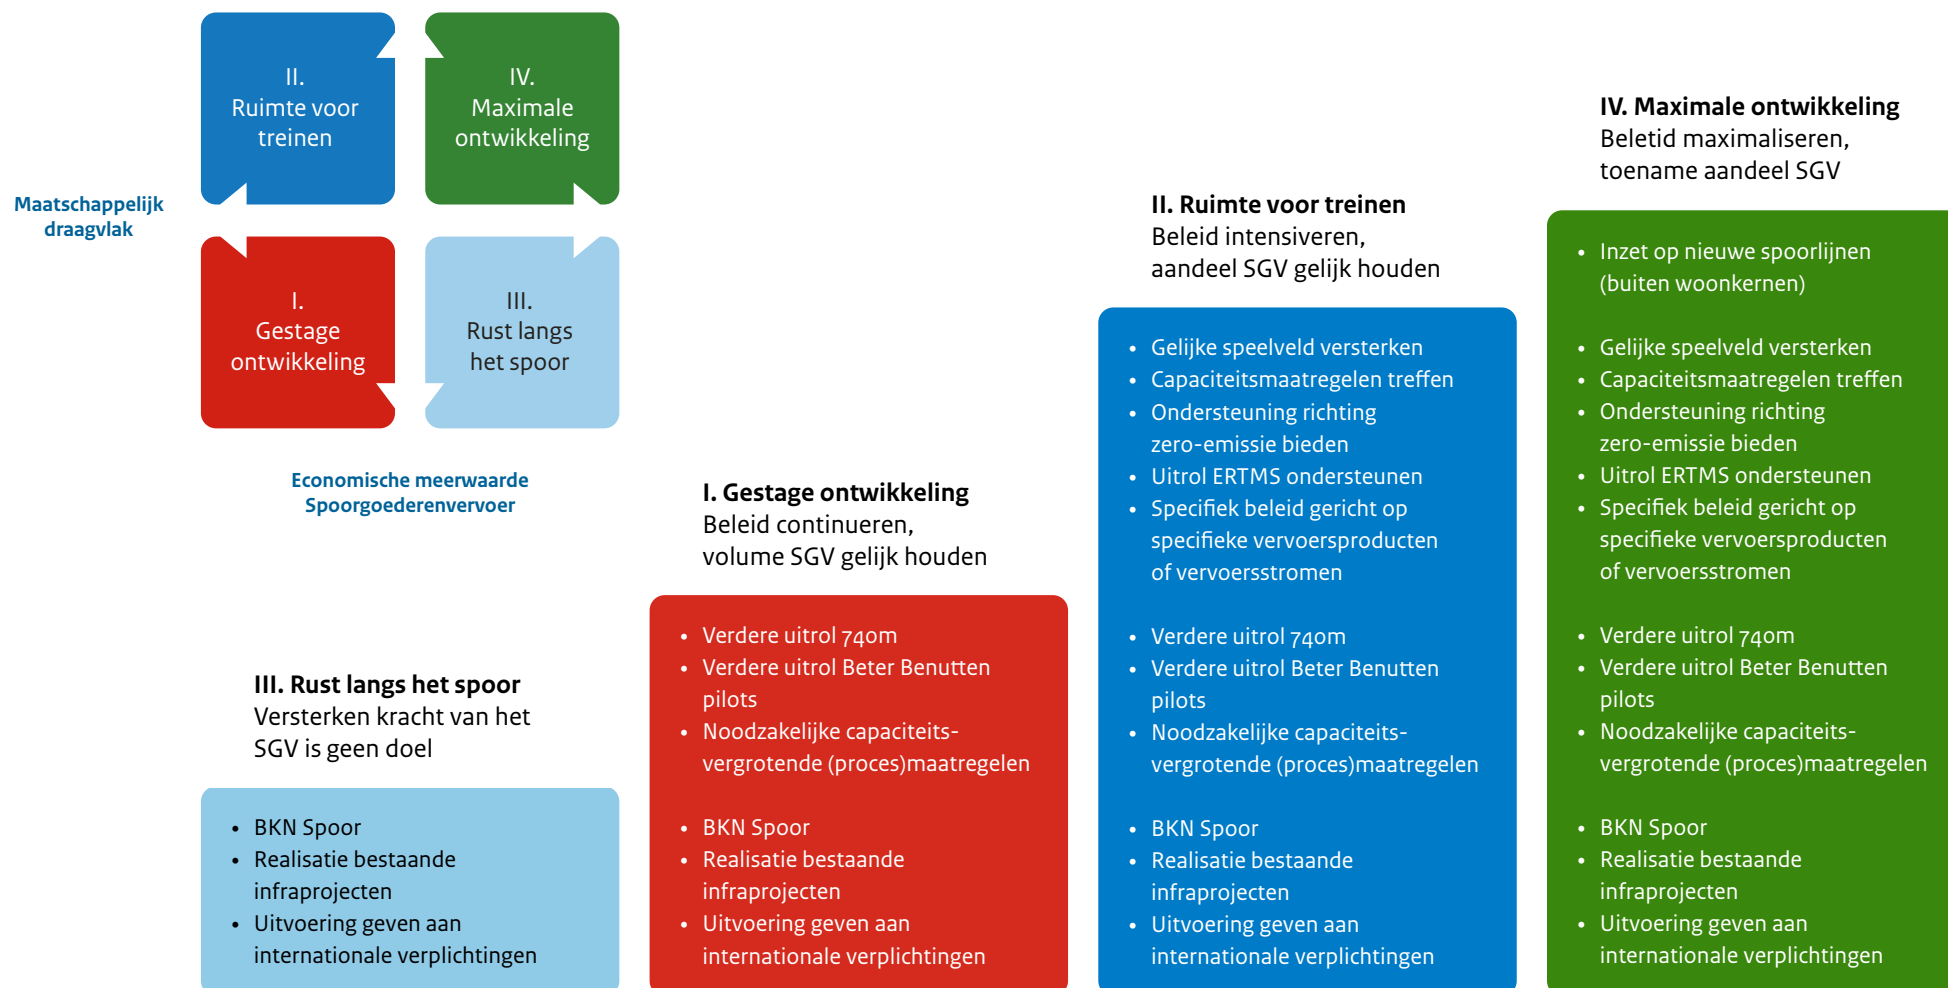 II.
Ruimte voor
treinen
IV.
Maximale
ontwikkeling
Maatschappelijk
draagvlak
I.
Gestage
ontwikkeling
III.
Rust langs
het spoor
Economische meerwaarde
Spoorgoederenvervoer
III. Rust langs het spoor
Versterken kracht van het
SGV is geen doel
• BKN Spoor
• Realisatie bestaande
infraprojecten
• Uitvoering geven aan
internationale verplichtingen
I. Gestage ontwikkeling
Beleid continueren,
volume SGV gelijk houden
• Verdere uitrol 740m
• Verdere uitrol Beter Benutten
pilots
• Noodzakelijke capaciteits-
vergrotende (proces)maatregelen
• BKN Spoor
• Realisatie bestaande
infraprojecten
• Uitvoering geven aan
internationale verplichtingen
II. Ruimte voor treinen
Beleid intensiveren,
aandeel SGV gelijk houden
• Gelijke speelveld versterken
• Capaciteitsmaatregelen treffen
• Ondersteuning richting
zero-emissie bieden
• Uitrol ERTMS ondersteunen
• Specifiek beleid gericht op
specifieke vervoersproducten
of vervoersstromen
• Verdere uitrol 740m
• Verdere uitrol Beter Benutten
pilots
• Noodzakelijke capaciteits-
vergrotende (proces)maatregelen
• BKN Spoor
• Realisatie bestaande
infraprojecten
• Uitvoering geven aan
internationale verplichtingen
IV. Maximale ontwikkeling
Beletid maximaliseren,
toename aandeel SGV
• Inzet op nieuwe spoorlijnen
(buiten woonkernen)
• Gelijke speelveld versterken
• Capaciteitsmaatregelen treffen
• Ondersteuning richting
zero-emissie bieden
• Uitrol ERTMS ondersteunen
• Specifiek beleid gericht op
specifieke vervoersproducten
of vervoersstromen
• Verdere uitrol 740m
• Verdere uitrol Beter Benutten
pilots
• Noodzakelijke capaciteits-
vergrotende (proces)maatregelen
• BKN Spoor
• Realisatie bestaande
infraprojecten
• Uitvoering geven aan
internationale verplichtingen